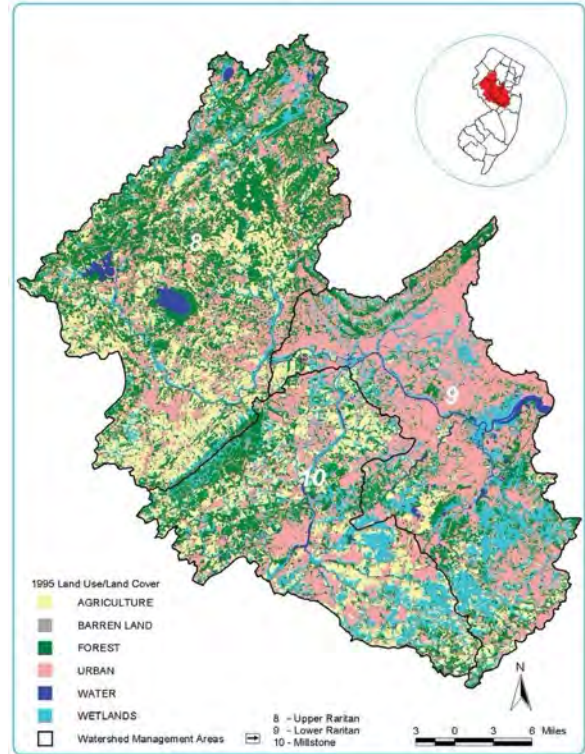 8
9
10
1995 Land Use/Land Cover
AGRICULTURE
BARREN LAND
FOREST
URBAN
WATER
WETLANDS
Watershed Management Areas
8 - Upper Raritan
9 - Lower Raritan
10 - Millstone
N
3 0 3 6 Miles